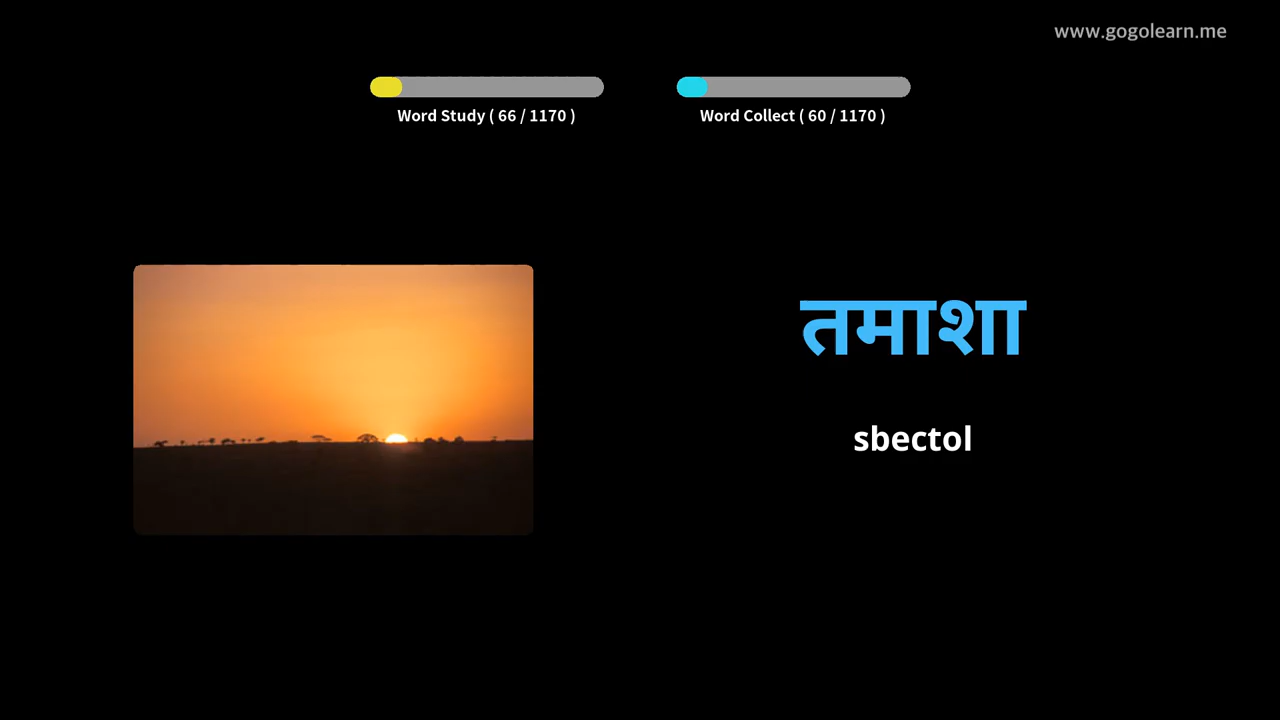 www.gogolearn.me
Word Study ( 66 / 1170 )
Word Collect ( 60 / 1170 )
तमाशा
sbectol